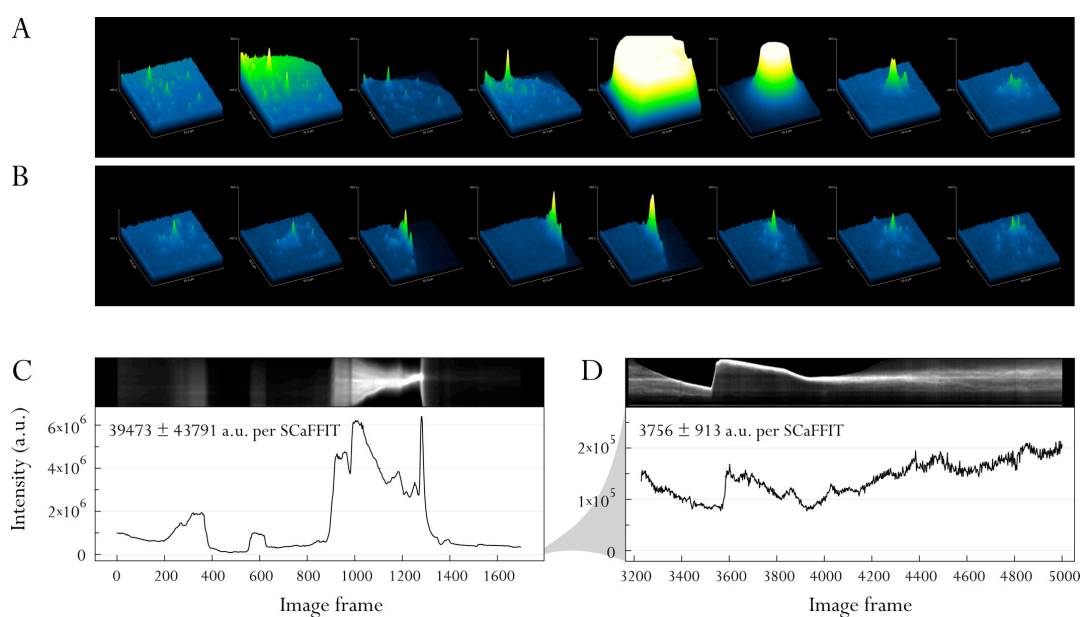 A
B
C
D
Intensity (a.u.)
39473 ± 43791 a.u. per SCaFFIT
6×10⁶
4×10⁶
2×10⁶
0
0 200 400 600 800 1000 1200 1400 1600
Image frame
3756 ± 913 a.u. per SCaFFIT
2×10⁵
1×10⁵
0
3200 3400 3600 3800 4000 4200 4400 4600 4800 5000
Image frame